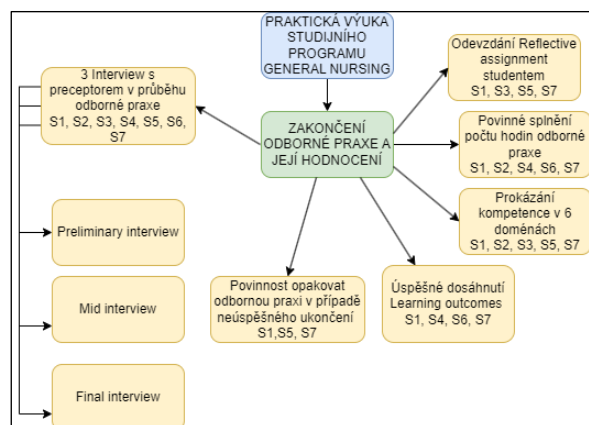 PRAKTICKÁ VÝUKA
STUDIJNÍHO
PROGRAMU
GENERAL NURSING
3 Interview s
preceptorem v průběhu
odborné praxe
S1, S2, S3, S4, S5, S6,
S7
ZAKONČENÍ
ODBORNÉ PRAXE A
JEJÍ HODNOCENÍ
Odevzdání Reflective
assignment
studentem
S1, S3, S5, S7
Povinné splnění
počtu hodin odborné
praxe
S1, S2, S4, S6, S7
Prokázání
kompetence v 6
doménách
S1, S2, S3, S5, S7
Preliminary interview
Mid interview
Final interview
Povinnost opakovat
odbornou praxi v případě
neúspěšného ukončení
S1,S5, S7
Úspěšné dosáhnutí
Learning outcomes
S1, S4, S6, S7